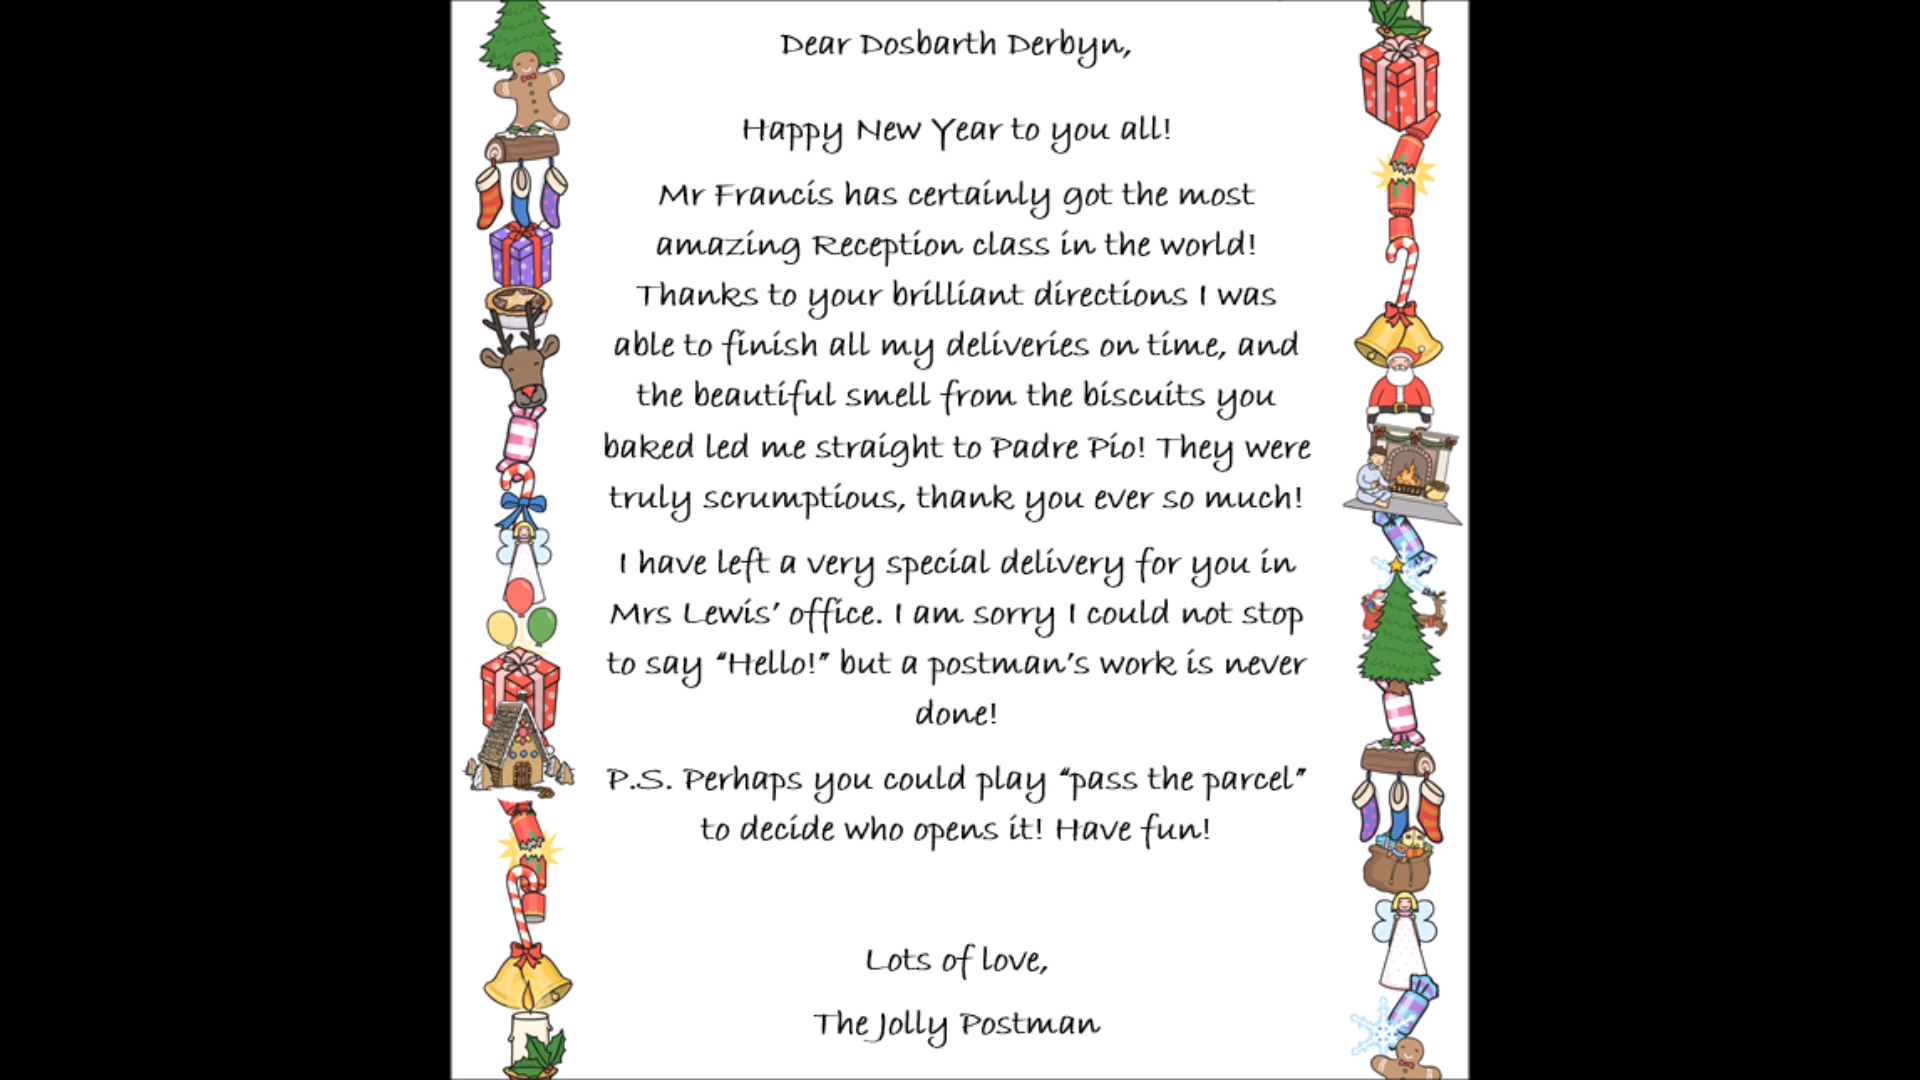 Dear Dosbarth Derbyn,
Happy New Year to you all!
Mr Francis has certainly got the most
amazing Reception class in the world!
Thanks to your brilliant directions I was
able to finish all my deliveries on time, and
the beautiful smell from the biscuits you
baked led me straight to Padre Pio! They were
truly scrumptious, thank you ever so much!
I have left a very special delivery for you in
Mrs Lewis’ office. I am sorry I could not stop
to say “Hello!” but a postman’s work is never
done!
P.S. Perhaps you could play “pass the parcel”
to decide who opens it! Have fun!
Lots of love,
The Jolly Postman